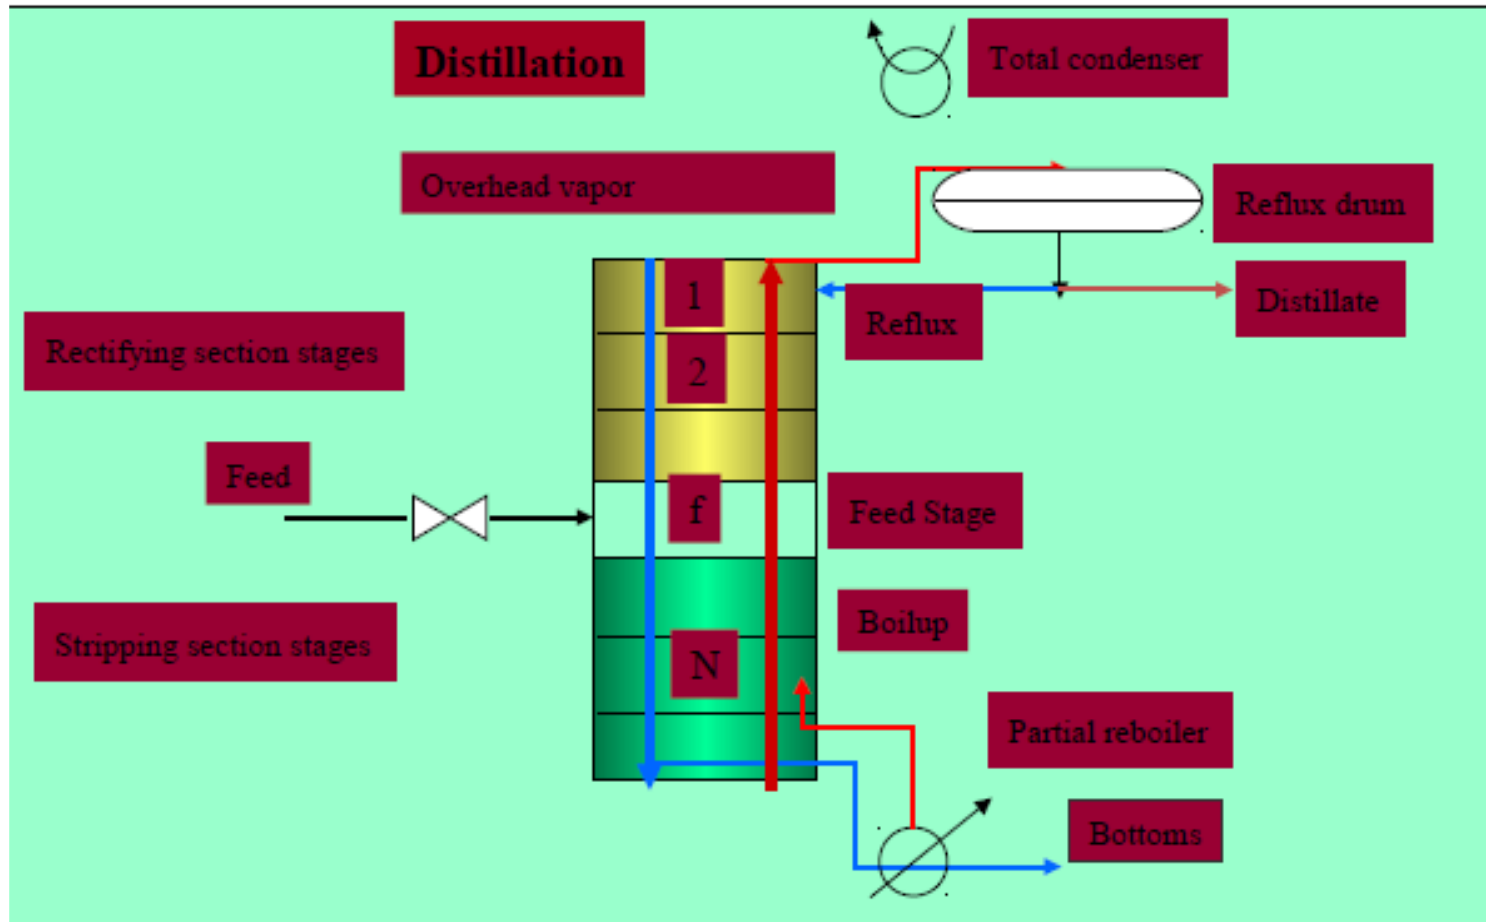 Distillation
Total condenser
Overhead vapor
Reflux drum
1
Distillate
Reflux
Rectifying section stages
2
Feed
f
Feed Stage
Boilup
Stripping section stages
N
Partial reboiler
Bottoms